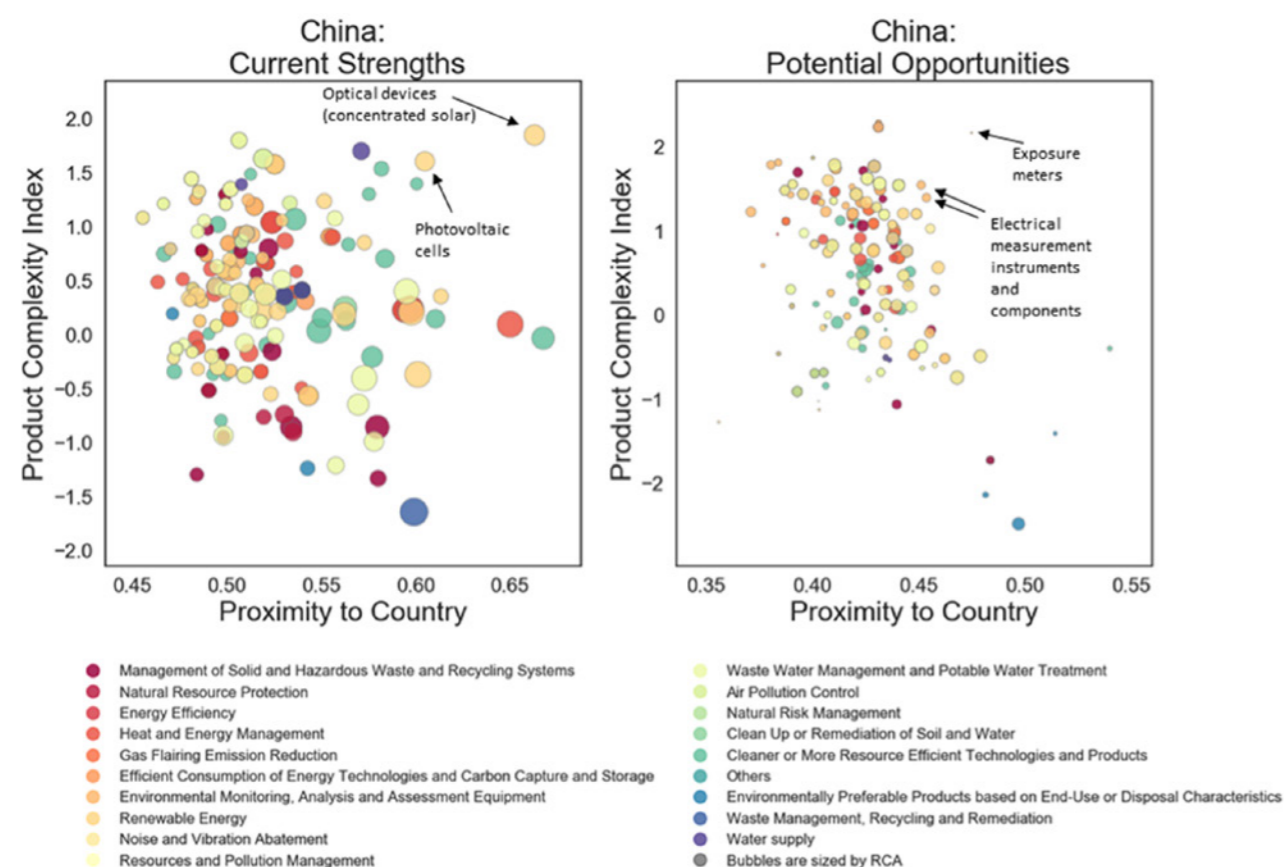 China:
Current Strengths
Product Complexity Index
2.0
1.5
1.0
0.5
0.0
−0.5
−1.0
−1.5
−2.0
Optical devices
(concentrated solar)
Photovoltaic
cells
0.45 0.50 0.55 0.60 0.65
Proximity to Country
China:
Potential Opportunities
Product Complexity Index
2
1
0
−1
−2
Exposure
meters
Electrical
measurement
instruments
and
components
0.35 0.40 0.45 0.50 0.55
Proximity to Country
Management of Solid and Hazardous Waste and Recycling Systems
Natural Resource Protection
Energy Efficiency
Heat and Energy Management
Gas Flairing Emission Reduction
Efficient Consumption of Energy Technologies and Carbon Capture and Storage
Environmental Monitoring, Analysis and Assessment Equipment
Renewable Energy
Noise and Vibration Abatement
Resources and Pollution Management
Waste Water Management and Potable Water Treatment
Air Pollution Control
Natural Risk Management
Clean Up or Remediation of Soil and Water
Cleaner or More Resource Efficient Technologies and Products
Others
Environmentally Preferable Products based on End-Use or Disposal Characteristics
Waste Management, Recycling and Remediation
Water supply
Bubbles are sized by RCA